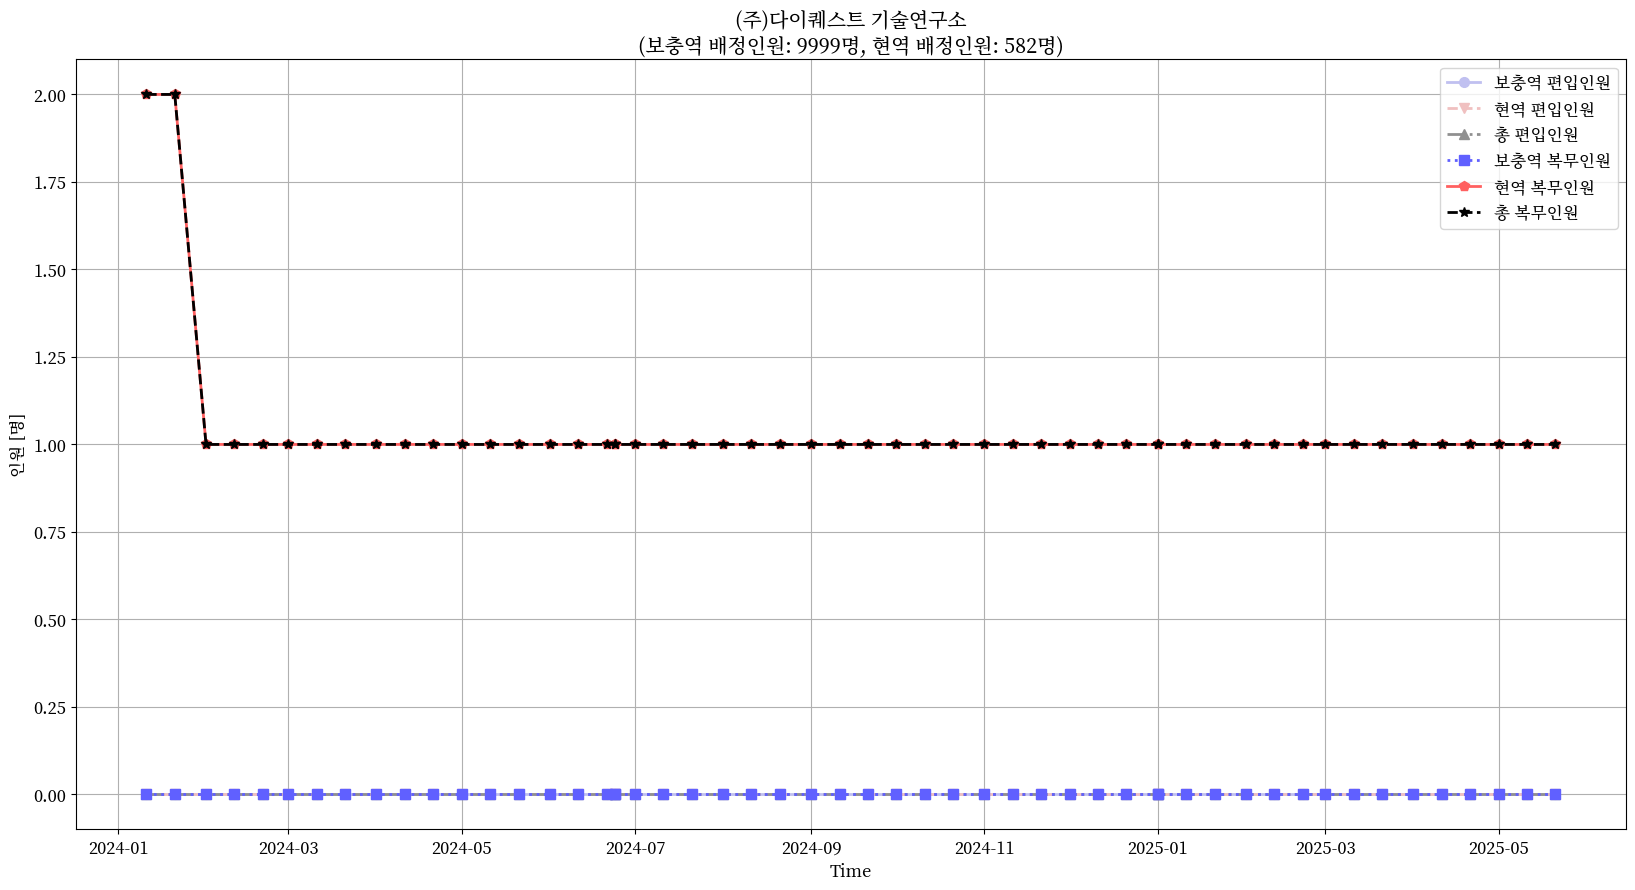 (주)다이퀘스트 기술연구소
(보충역 배정인원: 9999명, 현역 배정인원: 582명)
보충역 편입인원
현역 편입인원
총 편입인원
보충역 복무인원
현역 복무인원
총 복무인원
2.00
1.75
1.50
1.25
1.00
0.75
0.50
0.25
0.00
인원 [명]
2024-01 2024-03 2024-05 2024-07 2024-09 2024-11 2025-01 2025-03 2025-05
Time